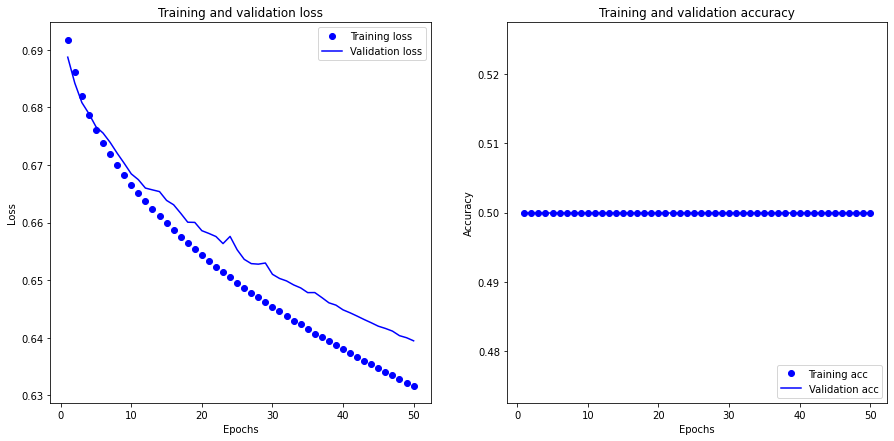 Training and validation loss
Training loss
Validation loss
0.69
0.68
0.67
0.66
0.65
0.64
0.63
Loss
0 10 20 30 40 50
Epochs
Training and validation accuracy
0.52
0.51
0.50
0.49
0.48
Accuracy
Training acc
Validation acc
0 10 20 30 40 50
Epochs